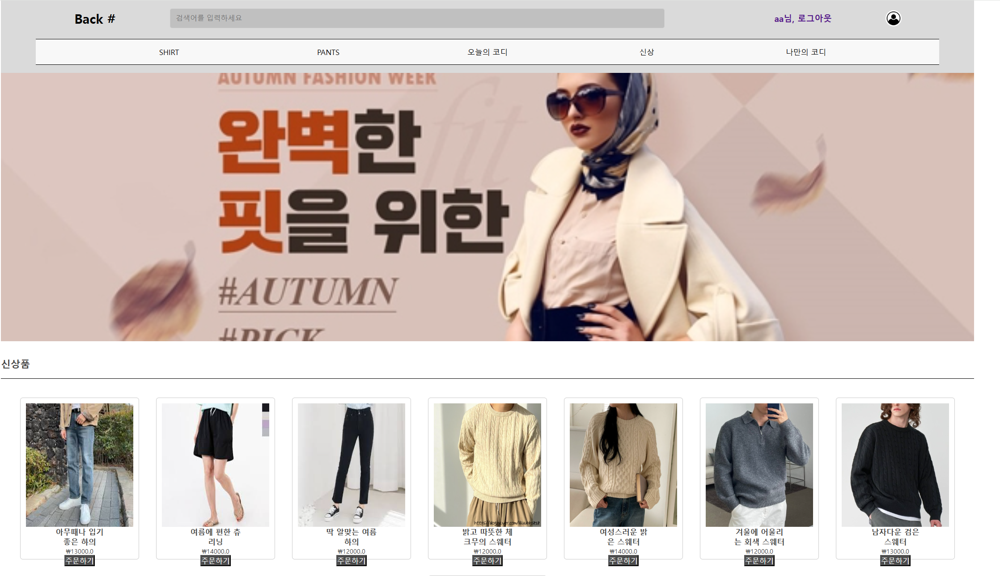 Back #
검색어를 입력하세요
aa님, 로그아웃
SHIRT
PANTS
오늘의 코디
신상
나만의 코디
AUTUMN FASHION WEEK
fit
완벽한
핏을 위한
#AUTUMN
#PICK
신상품
아무때나 입기
좋은 하의
₩13000.0
주문하기
여름에 편한 츄
리닝
₩14000.0
주문하기
딱 알맞는 여름
하의
₩12000.0
주문하기
https://blog.naver.com/kkuuhh5828
밝고 따뜻한 체
크무의 스웨터
₩12000.0
주문하기
여성스러운 밝
은 스웨터
₩14000.0
주문하기
겨울에 어울리
는 회색 스웨터
₩12000.0
주문하기
남자다운 검은
스웨터
₩13000.0
주문하기